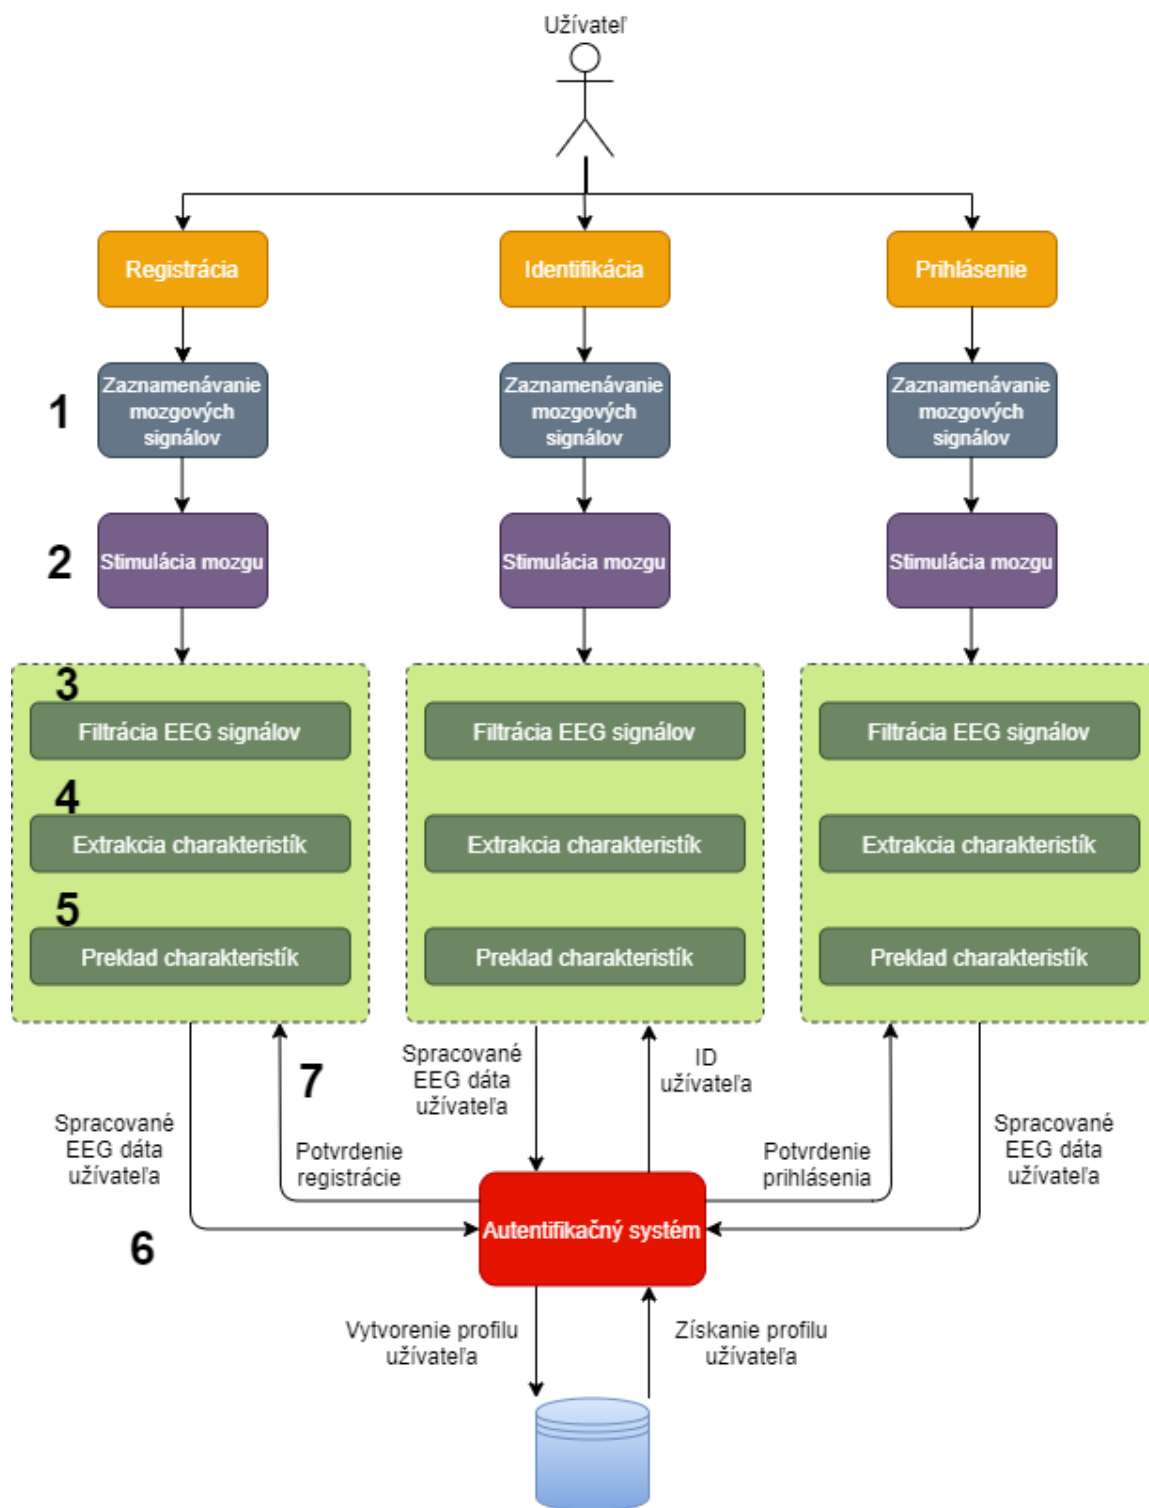 Užívateľ
Registrácia
Identifikácia
Prihlásenie
1
Zaznamenávanie
mozgových
signálov
Zaznamenávanie
mozgových
signálov
Zaznamenávanie
mozgových
signálov
2
Stimulácia mozgu
Stimulácia mozgu
Stimulácia mozgu
3
Filtrácia EEG signálov
Filtrácia EEG signálov
Filtrácia EEG signálov
4
Extrakcia charakteristík
Extrakcia charakteristík
Extrakcia charakteristík
5
Preklad charakteristík
Preklad charakteristík
Preklad charakteristík
7
Spracované
EEG dáta
užívateľa
ID
užívateľa
Spracované
EEG dáta
užívateľa
Potvrdenie
registrácie
Potvrdenie
prihlásenia
Spracované
EEG dáta
užívateľa
6
Autentifikačný systém
Vytvorenie profilu
užívateľa
Získanie profilu
užívateľa